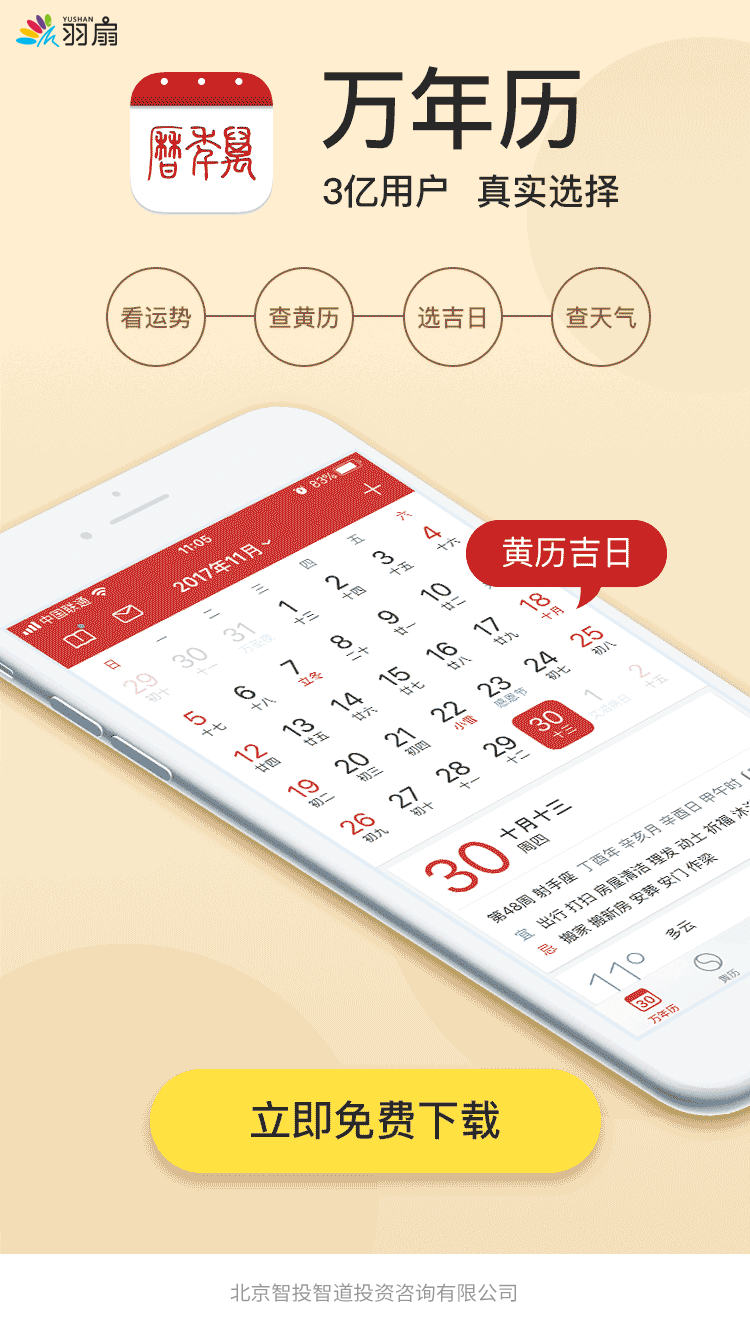 YUSHAN
羽扇
萬年曆
万年历
3亿用户 真实选择
看运势 查黄历 选吉日 查天气
中国联通 11:05 83%
2017年11月
日 一 二 三 四 五 六
29 30 31 1 2 3 4
初十 十一 万圣夜 十三 十四 十五 十六
5 6 7 8 9 10
十七 十八 立冬 二十 廿一 廿二
黄历吉日
12 13 14 15 16 17 18
廿四 廿五 廿六 廿七 廿八 廿九 十月
19 20 21 22 23 24 25
初二 初三 初四 小雪 感恩节 初七 初八
26 27 28 29 30 1 2
初九 初十 十一 十二 十三 十五
30 十月十三
周四
第48周 射手座 丁酉年 辛亥月 辛酉日 甲午时
宜 出行 打扫 房屋清洁 理发 动土 祈福
忌 搬家 搬新房 安葬 安门 作梁
11° 多云
30
万年历 黄历
立即免费下载
北京智投智道投资咨询有限公司